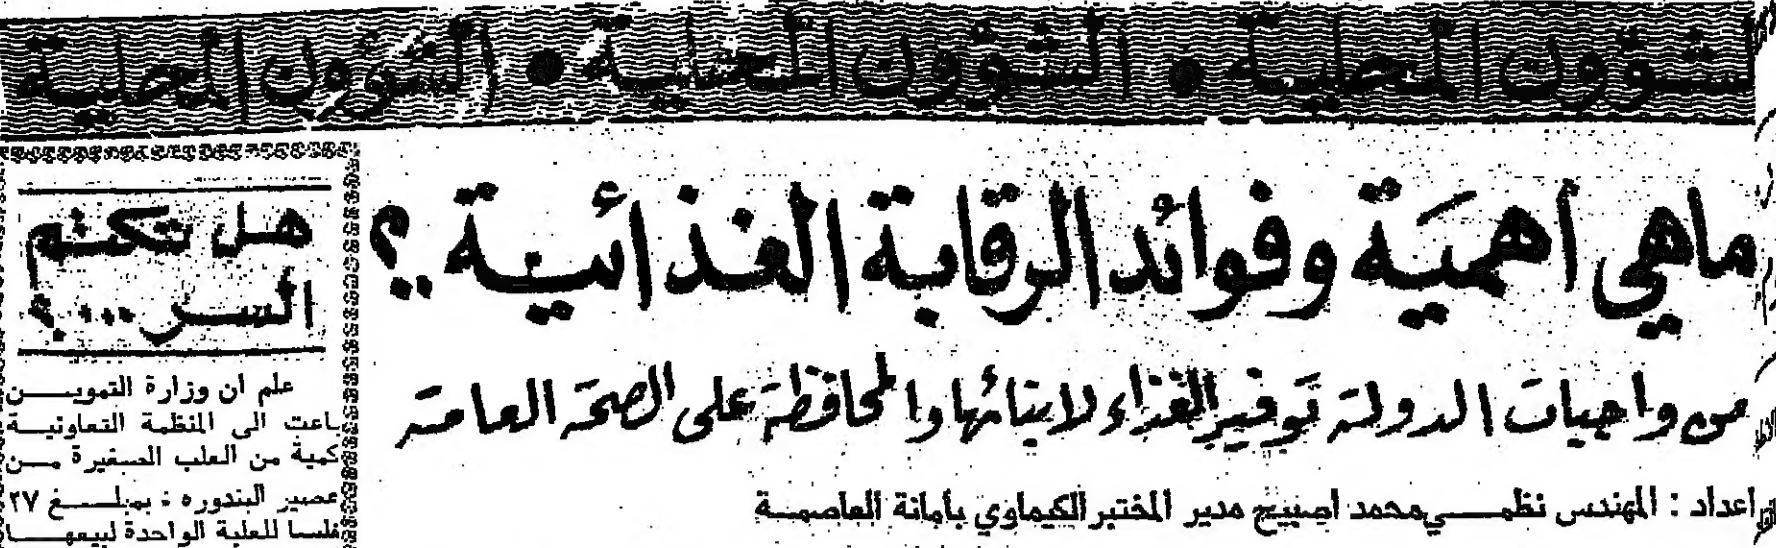 الشؤون المحلية • الشؤون المحلية • الشؤون المحلية
ماهي أهمية وفوائد الرقابة الغذائية ..؟
من واجبات الدولة توفير الغذاء لابنائها والمحافظة على الصحة العامة
اعداد : المهندس نظمي محمد اصبيح مدير المختبر الكيماوي بأمانة العاصمة
هل تكتم
السر ...؟
علم ان وزارة التموين
باعت الى المنظمة التعاونية
كمية من العلب الصغيرة من
عصير البندوره : بمبلغ ٢٧
فلسا للعلبة الواحدة لبيعها